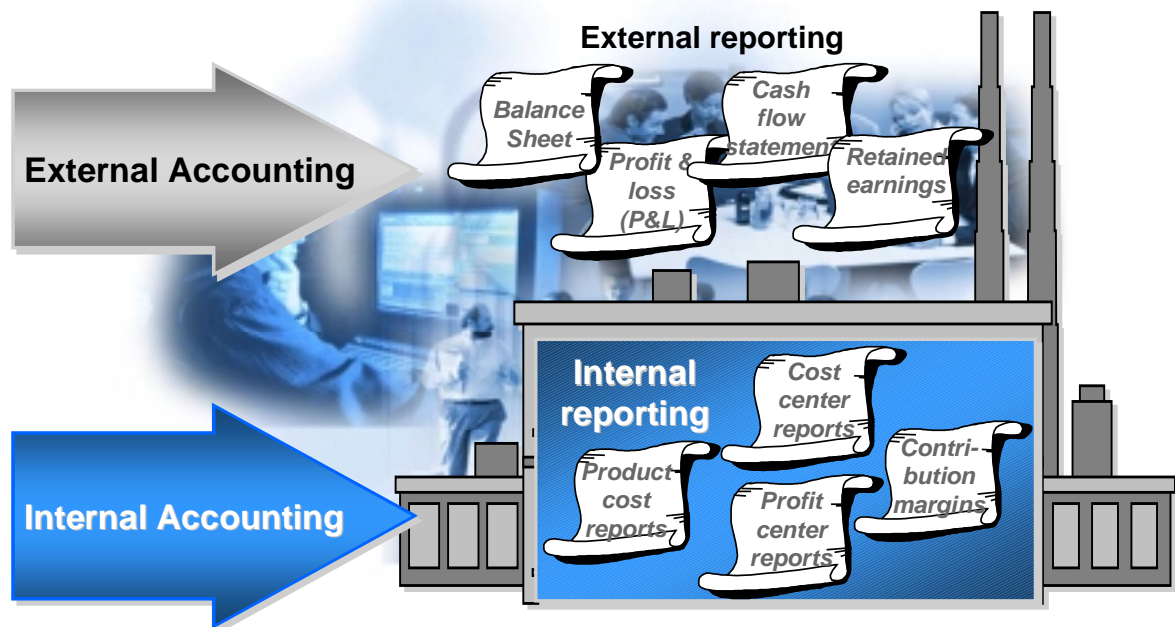 External reporting
External Accounting
Balance
Sheet
Profit &
loss
(P&L)
Cash
flow
statement
Retained
earnings
Internal Accounting
Internal
reporting
Product
cost
reports
Cost
center
reports
Profit
center
reports
Contri-
bution
margins